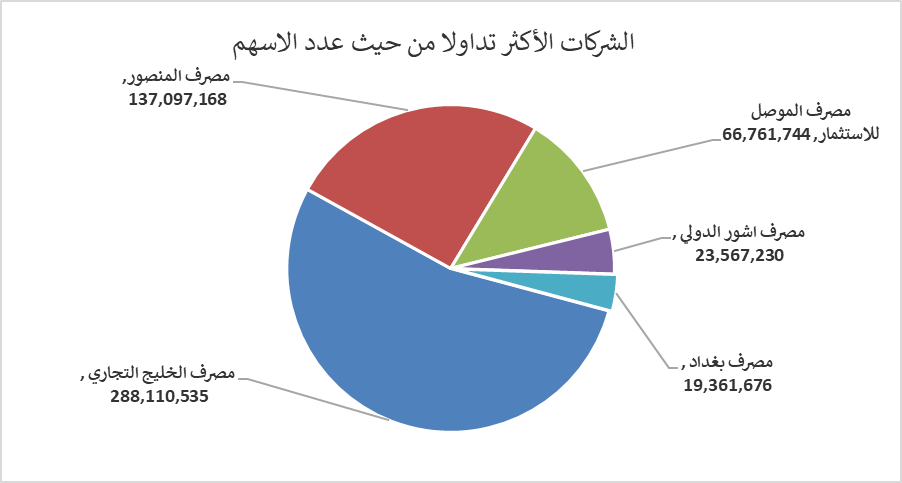 الشركات الأكثر تداولا من حيث عدد الاسهم
مصرف المنصور,
137,097,168
مصرف الموصل
للاستثمار, 66,761,744
مصرف اشور الدولي ,
23,567,230
مصرف بغداد ,
19,361,676
مصرف الخليج التجاري ,
288,110,535